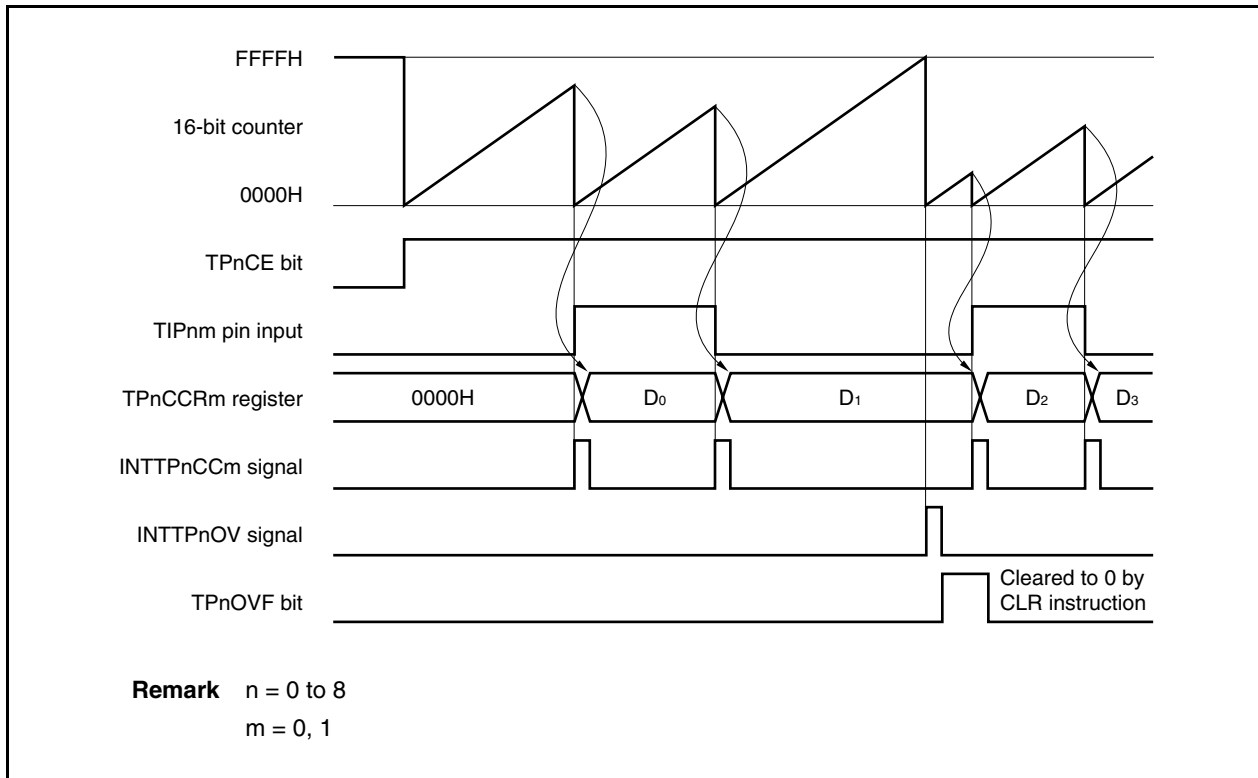 FFFFH
16-bit counter
0000H
TPnCE bit
TIPnm pin input
TPnCCRm register
0000H
D0
D1
D2
D3
INTTPnCCm signal
INTTPnOV signal
TPnOVF bit
Cleared to 0 by
CLR instruction
Remark n = 0 to 8
m = 0, 1